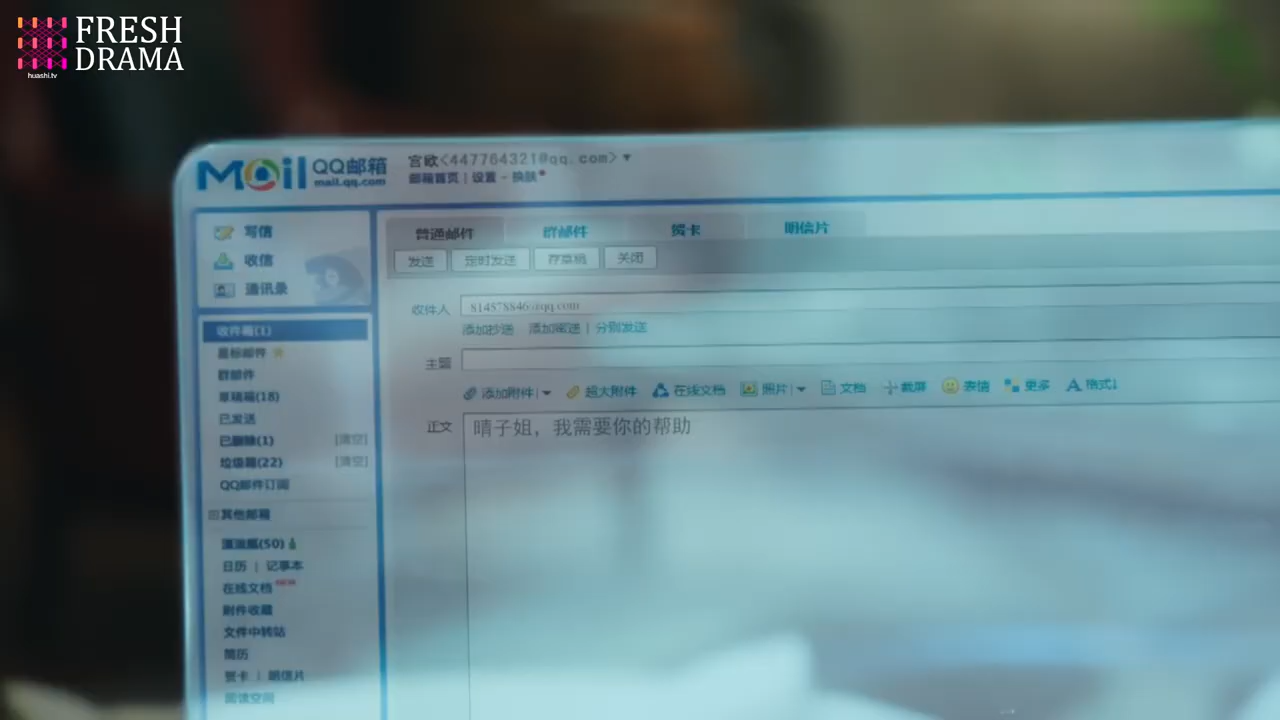 FRESH
DRAMA
huashi.tv
Mail QQ邮箱
mail.qq.com
宫欧<447764321@qq.com>
邮箱首页 | 设置 - 换肤
写信
收信
通讯录
普通邮件 群邮件 贺卡 明信片
发送 定时发送 存草稿 关闭
收件人 814578846@qq.com
添加抄送 添加密送 | 分别发送
主题
添加附件 超大附件 在线文档 照片 文档 截屏 表情 更多 格式↓
正文 晴子姐，我需要你的帮助
收件箱(1)
星标邮件
群邮件
草稿箱(18)
已发送
已删除(1) [清空]
垃圾箱(22) [清空]
QQ邮件订阅
其他邮箱
漂流瓶(50)
日历 | 记事本
在线文档
附件收藏
文件中转站
简历
贺卡 | 明信片
阅读空间